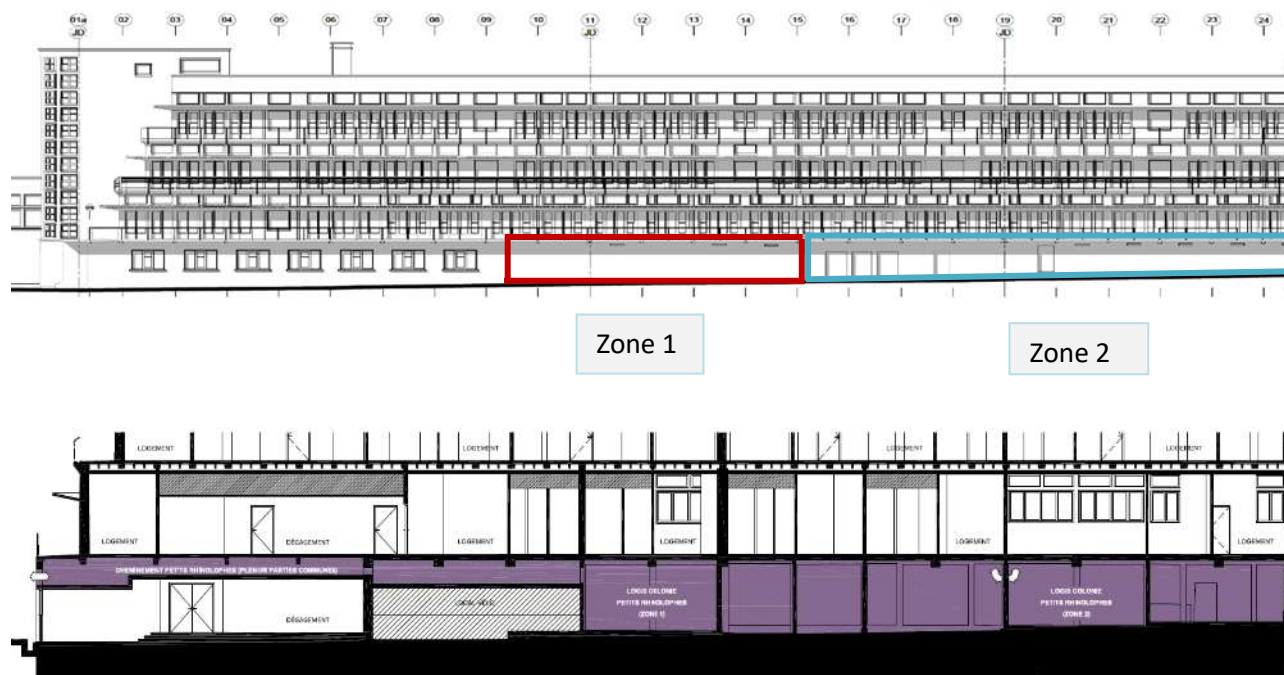 01a 02 03 04 05 06 07 08 09 10 11 12 13 14 15 16 17 18 19 20 21 22 23 24
JD JD JD
Zone 1
Zone 2
LOGEMENT LOGEMENT LOGEMENT LOGEMENT
LOGEMENT DÉGAGEMENT LOGEMENT LOGEMENT LOGEMENT LOGEMENT
CHEMINEMENT PETITS RHINOLOPHES (PLENUM PARTIES COMMUNES)
DÉGAGEMENT
LOCAL VÉLO
LOGIS COLONIE
PETITS RHINOLOPHES
(ZONE 1)
LOGIS COLONIE
PETITS RHINOLOPHES
(ZONE 2)